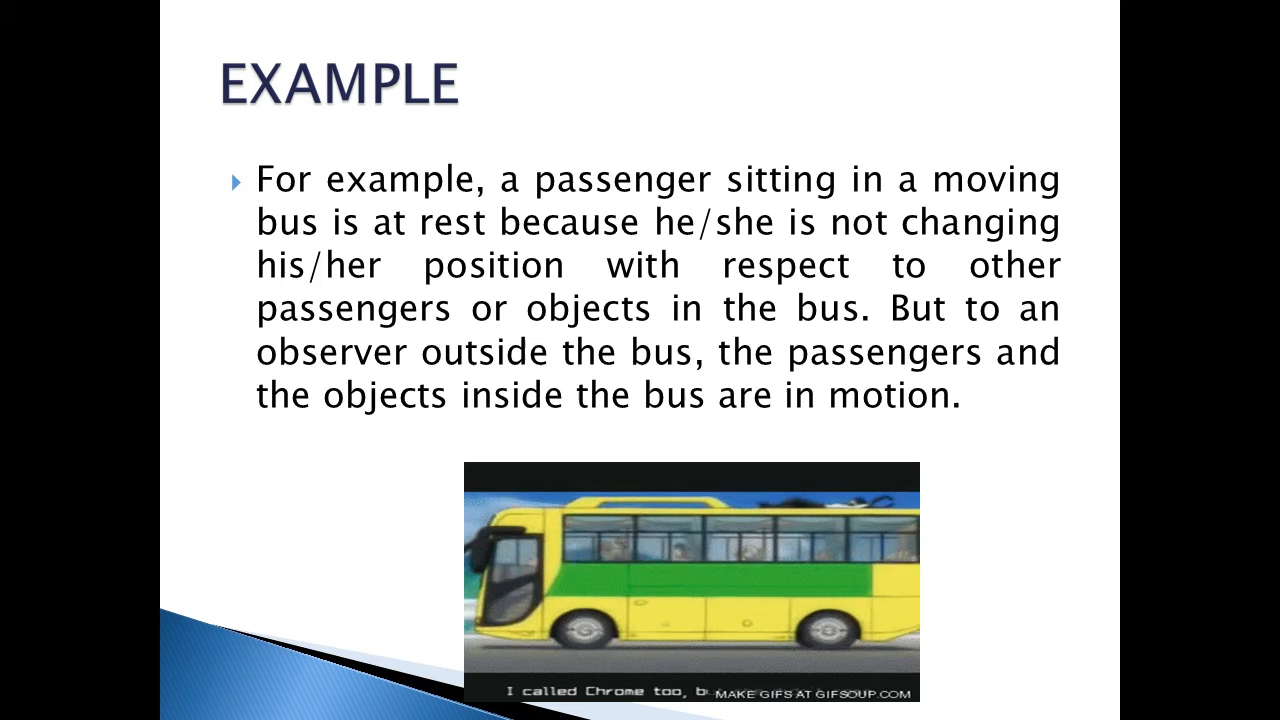 EXAMPLE
For example, a passenger sitting in a moving
bus is at rest because he/she is not changing
his/her position with respect to other
passengers or objects in the bus. But to an
observer outside the bus, the passengers and
the objects inside the bus are in motion.
I called Chrome too,
MAKE GIFS AT GIFSOUP.COM